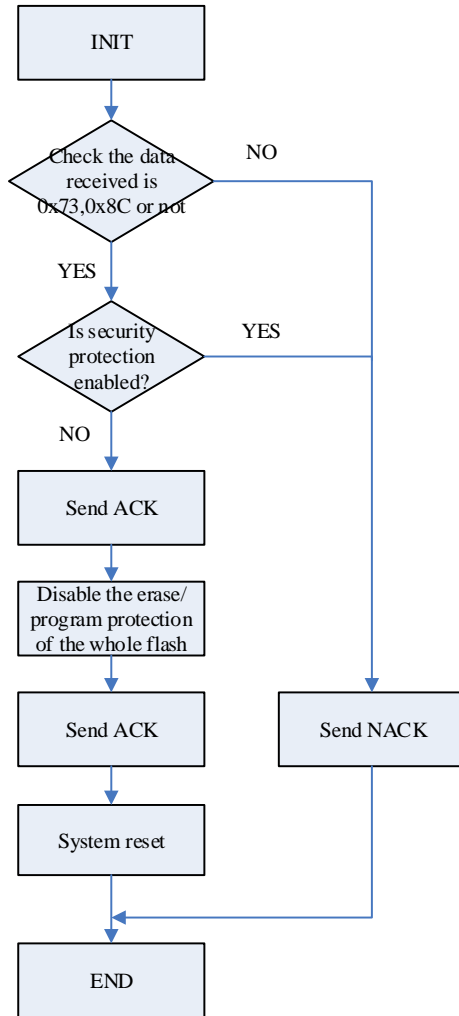 INIT
Check the data
received is
0x73,0x8C or not
NO
YES
Is security
protection
enabled?
YES
NO
Send ACK
Disable the erase/
program protection
of the whole flash
Send ACK
Send NACK
System reset
END